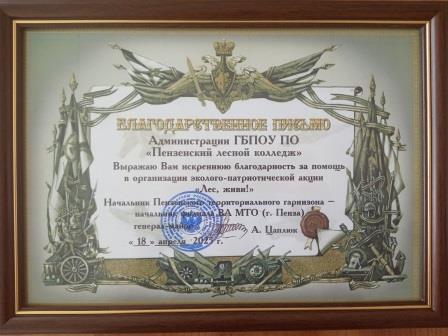 БЛАГОДАРСТВЕННОЕ ПИСЬМО
Администрации ГБПОУ ПО
«Пензенский лесной колледж»
Выражаю Вам искреннюю благодарность за помощь
в организации эколого-патриотической акции
«Лес, живи!»
Начальник Пензенского территориального гарнизона –
начальник филиала ВА МТО (г. Пенза)
генерал-майор А. Цаплюк
« 18 » апреля 2025 г.